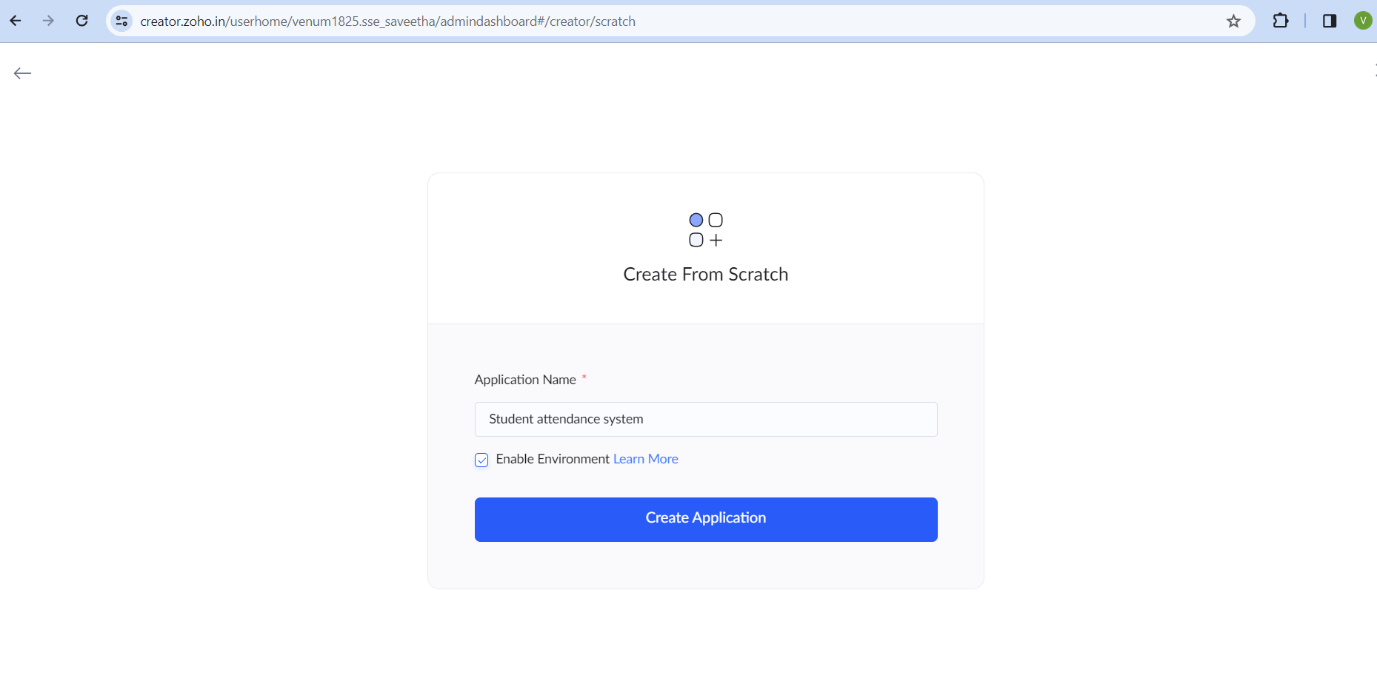 creator.zoho.in/userhome/venum1825.sse_saveetha/admindashboard#/creator/scratch
V
Create From Scratch
Application Name *
Student attendance system
Enable Environment Learn More
Create Application